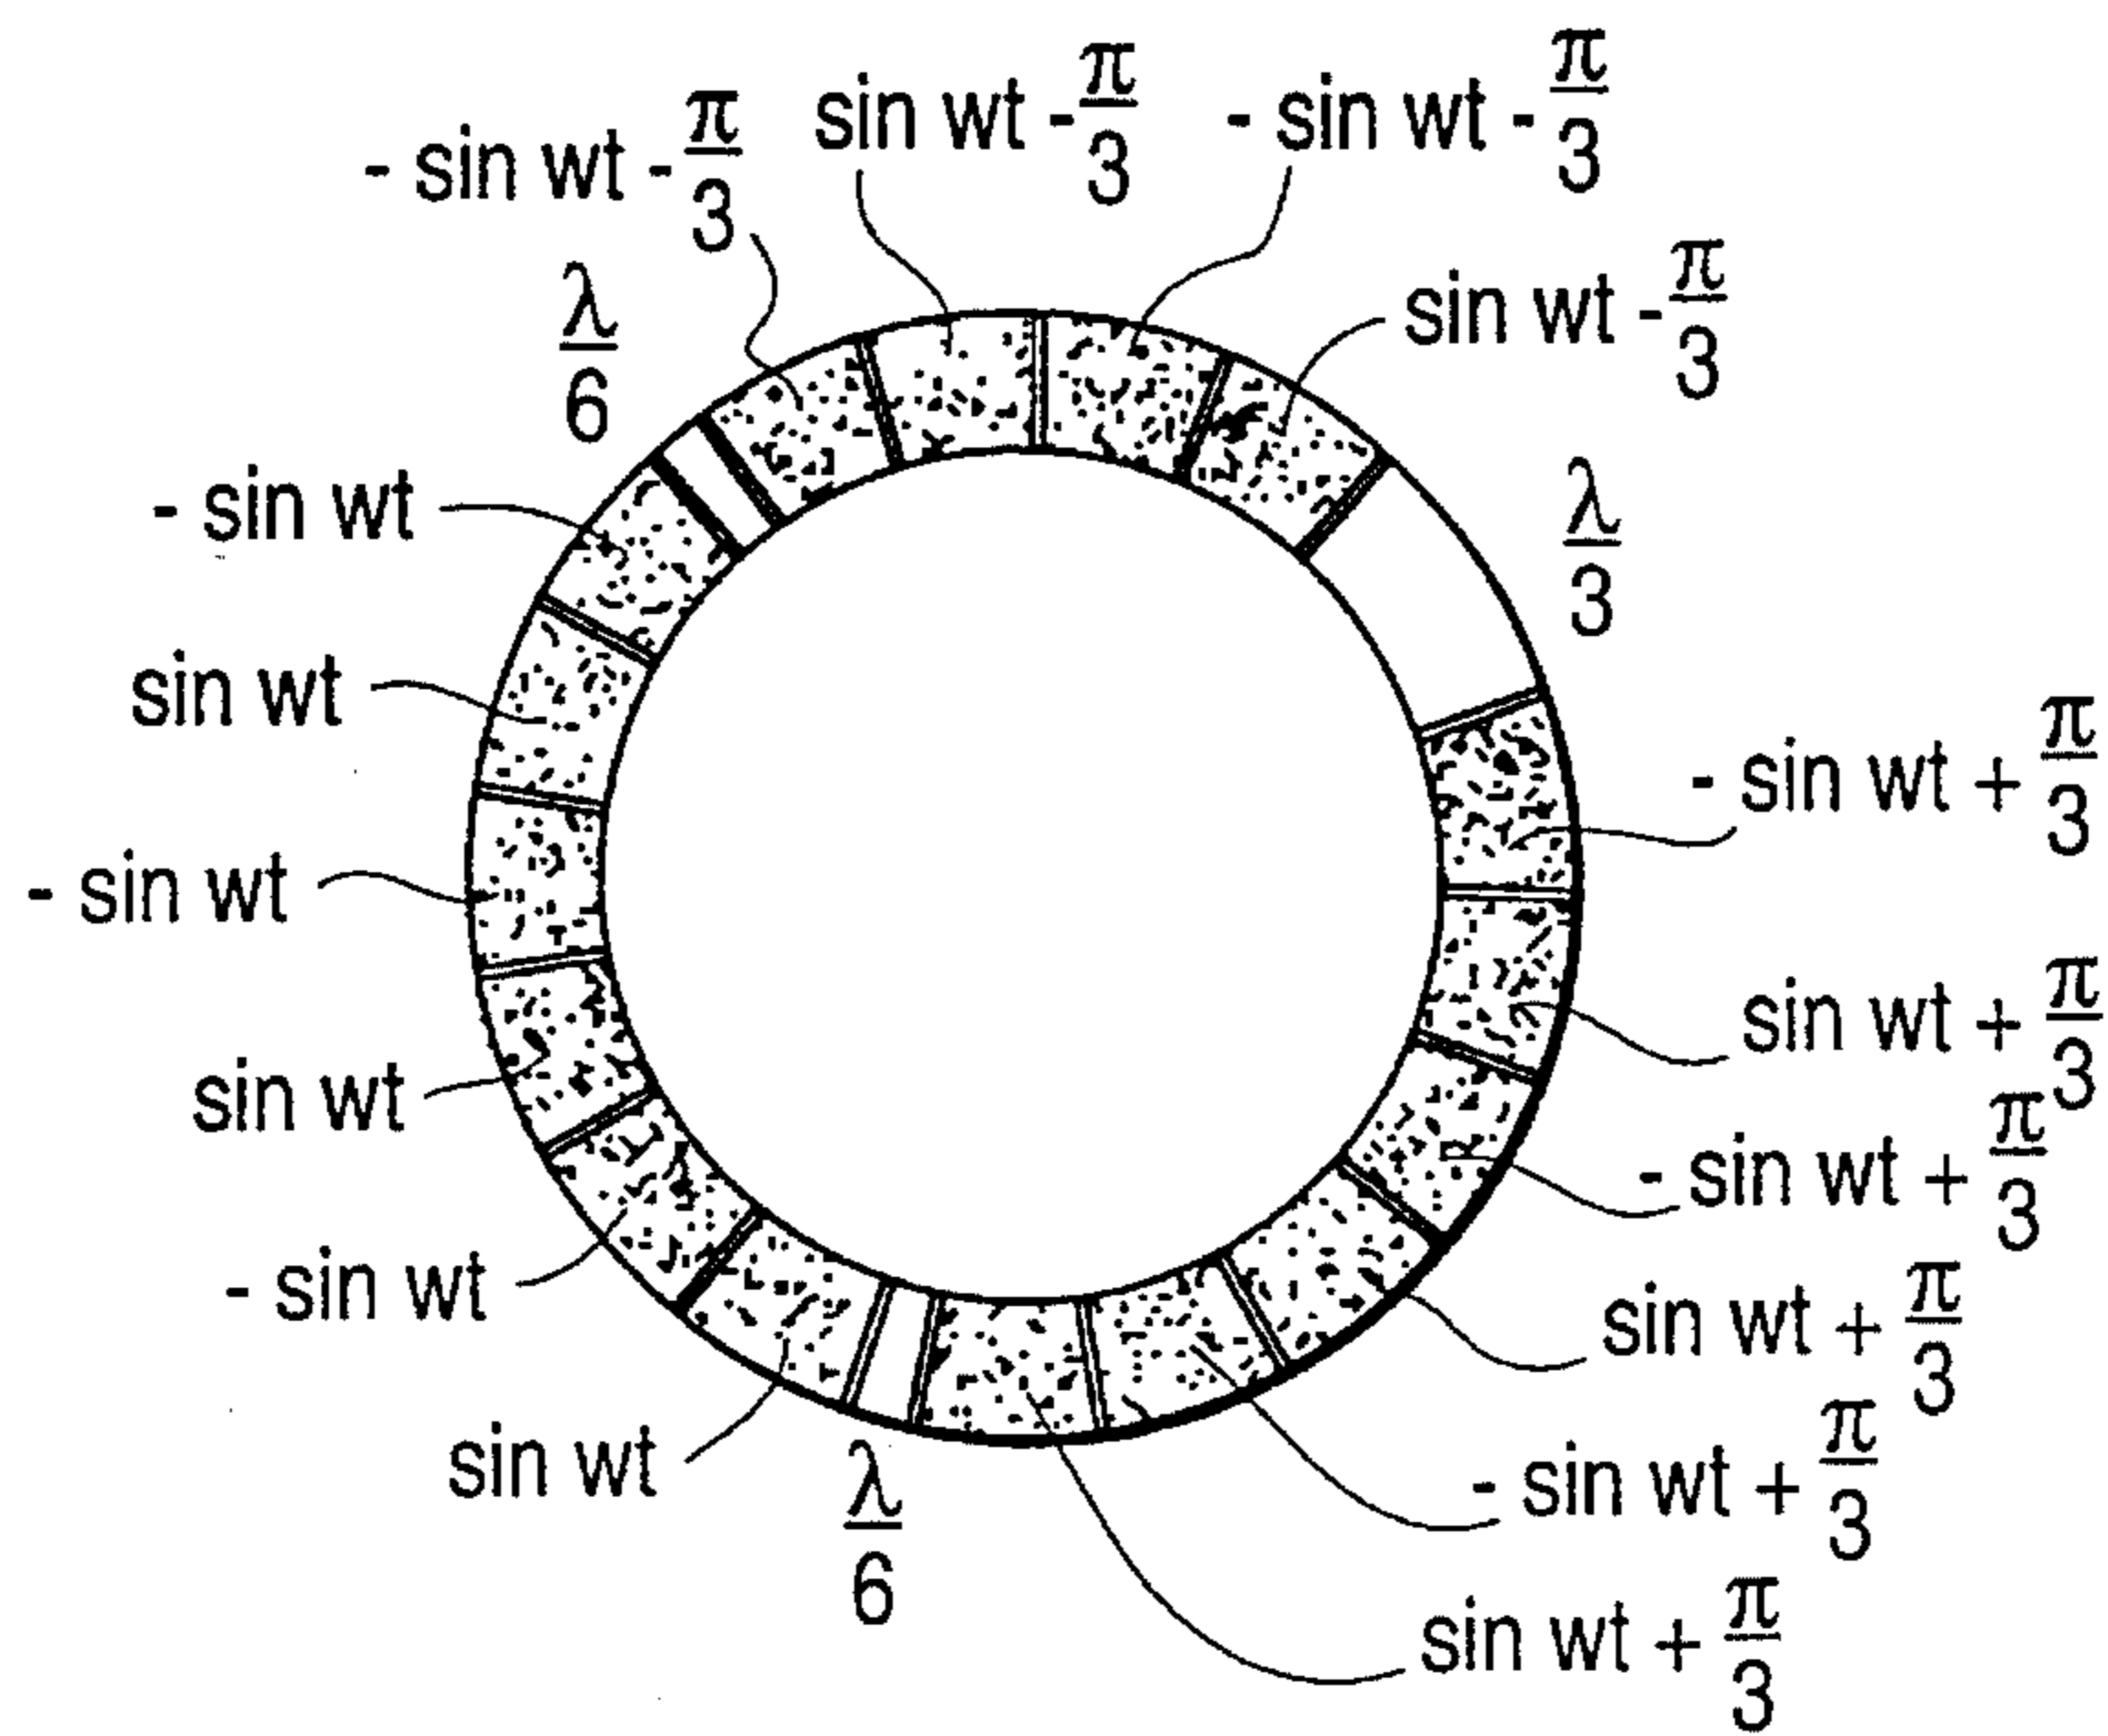 - sin wt - π/3
sin wt - π/3
- sin wt - π/3
sin wt - π/3
λ/6
λ/3
- sin wt
sin wt
- sin wt
sin wt
- sin wt
sin wt
λ/6
- sin wt + π/3
sin wt + π/3
- sin wt + π/3
sin wt + π/3
- sin wt + π/3
sin wt + π/3